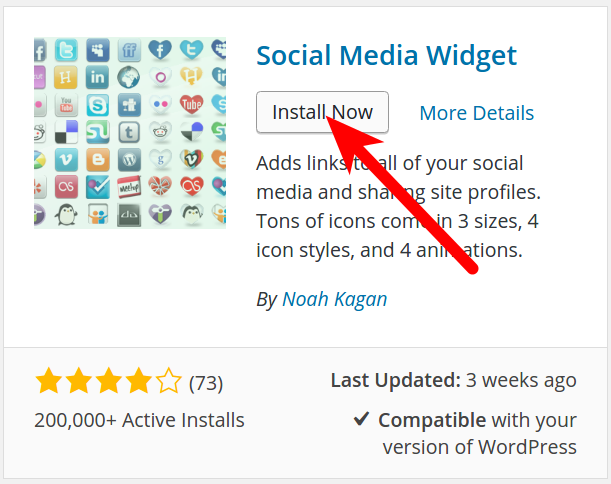 Social Media Widget
Install Now
More Details
Adds links to all of your social
media and sharing site profiles.
Tons of icons come in 3 sizes, 4
icon styles, and 4 animations.
By Noah Kagan
(73)
Last Updated: 3 weeks ago
200,000+ Active Installs
Compatible with your
version of WordPress